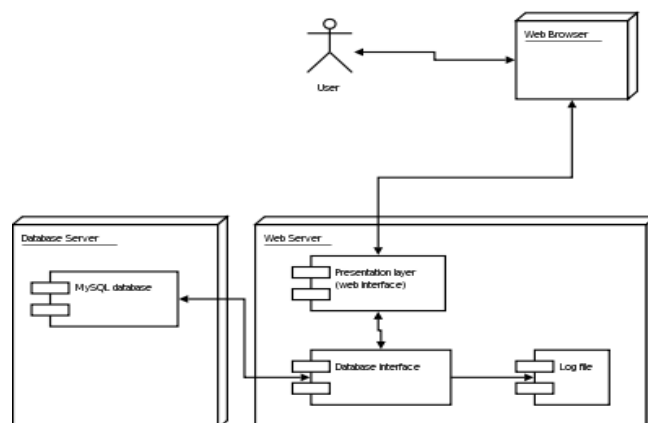 Web Browser
User
Database Server
Web Server
MySQL database
Presentation layer
(web interface)
Database interface
Log file